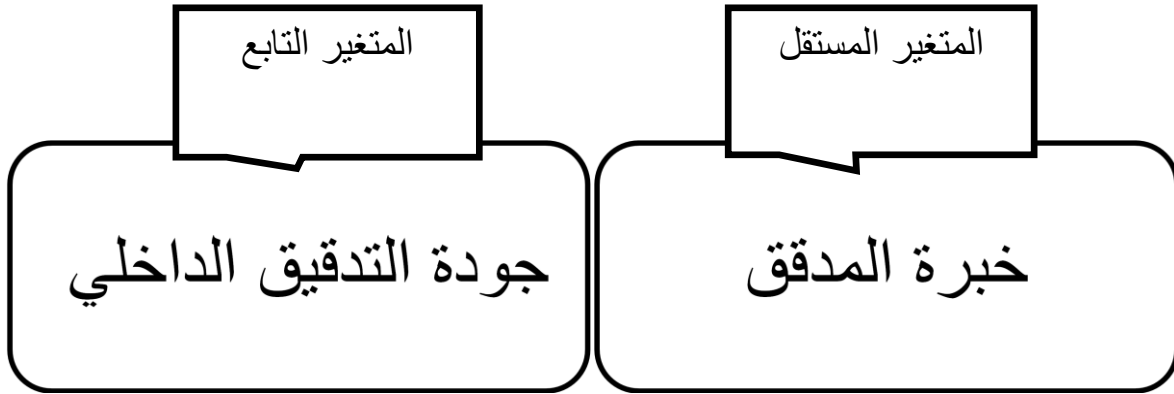 المتغير المستقل
المتغير التابع
خبرة المدقق
جودة التدقيق الداخلي